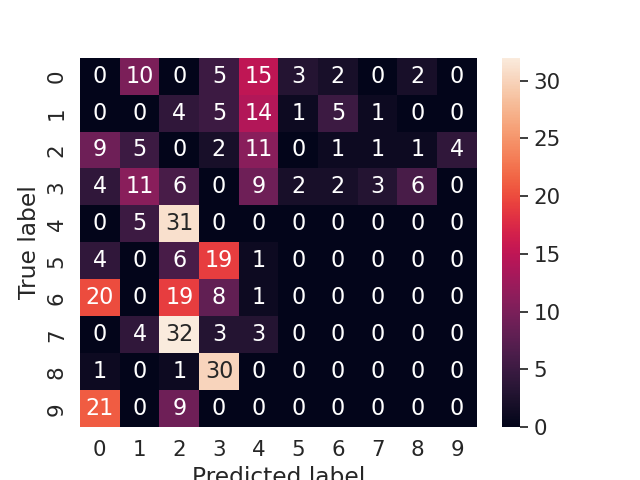 0 0 10 0 5 15 3 2 0 2 0
1 0 0 4 5 14 1 5 1 0 0
2 9 5 0 2 11 0 1 1 1 4
3 4 11 6 0 9 2 2 3 6 0
4 0 5 31 0 0 0 0 0 0 0
5 4 0 6 19 1 0 0 0 0 0
6 20 0 19 8 1 0 0 0 0 0
7 0 4 32 3 3 0 0 0 0 0
8 1 0 1 30 0 0 0 0 0 0
9 21 0 9 0 0 0 0 0 0 0
0 1 2 3 4 5 6 7 8 9
True label
Predicted label
30
25
20
15
10
5
0